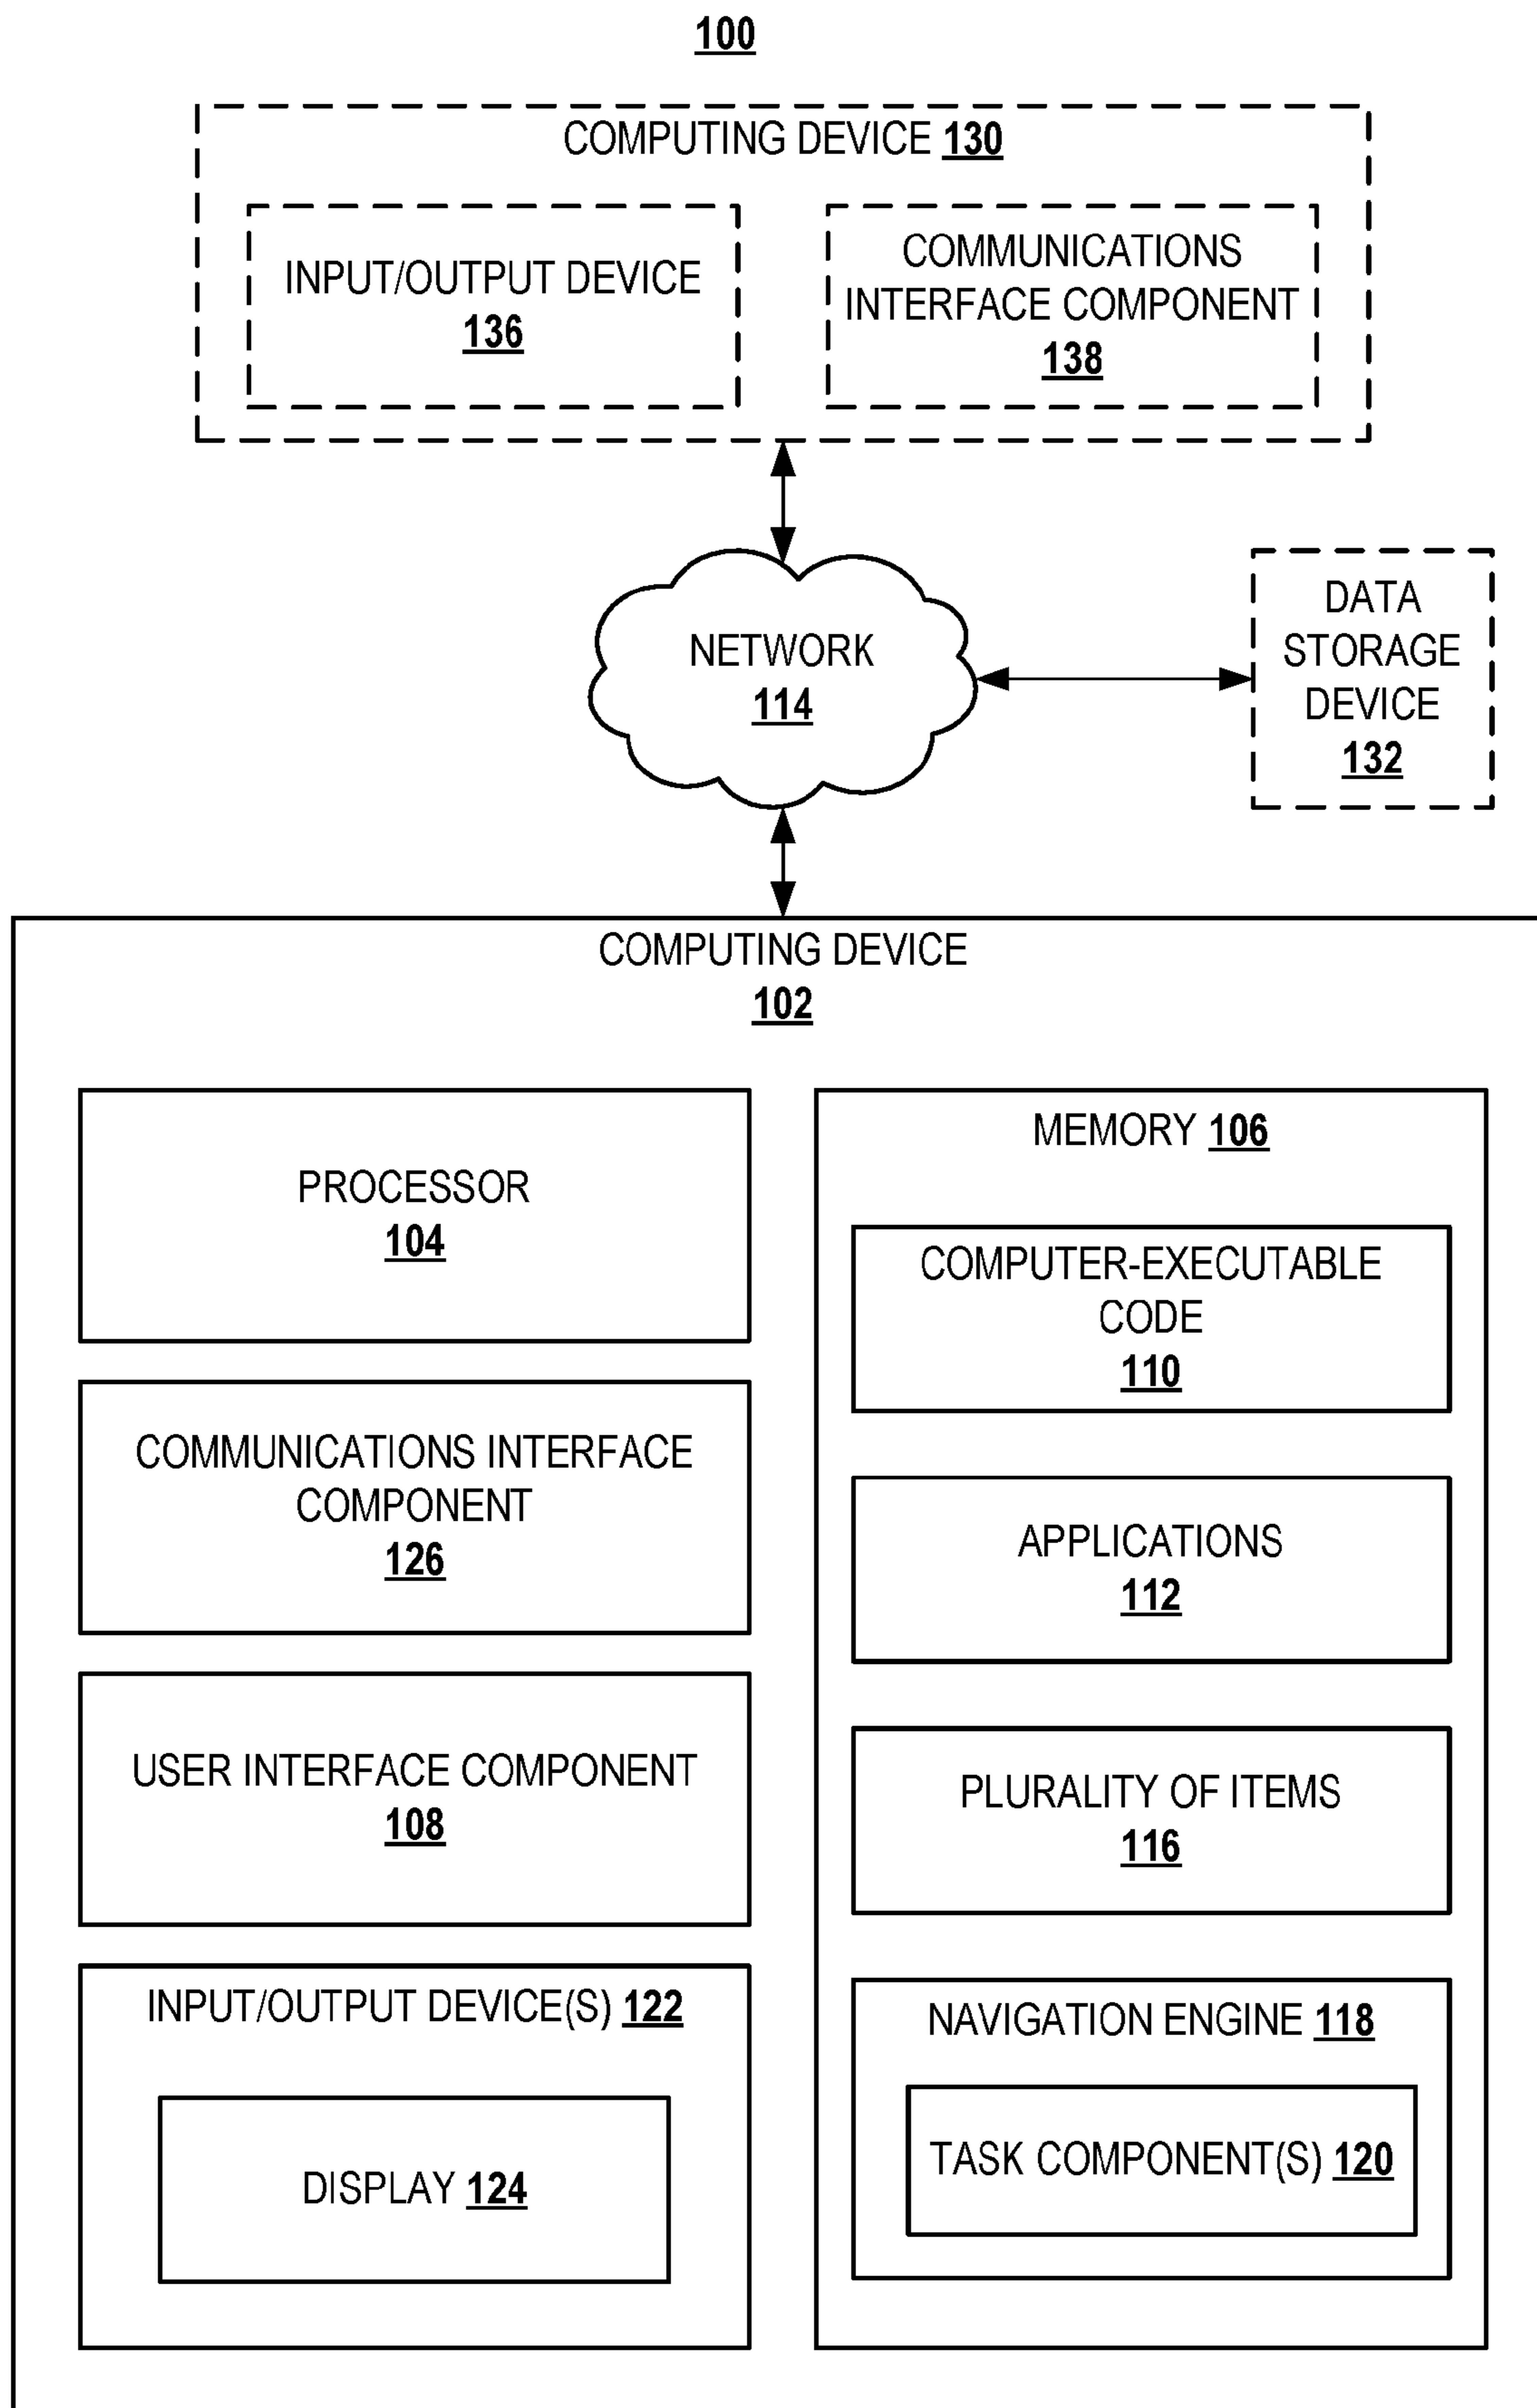 100
COMPUTING DEVICE 130
INPUT/OUTPUT DEVICE
136
COMMUNICATIONS
INTERFACE COMPONENT
138
NETWORK
114
DATA
STORAGE
DEVICE
132
COMPUTING DEVICE
102
PROCESSOR
104
COMMUNICATIONS INTERFACE
COMPONENT
126
USER INTERFACE COMPONENT
108
INPUT/OUTPUT DEVICE(S) 122
DISPLAY 124
MEMORY 106
COMPUTER-EXECUTABLE
CODE
110
APPLICATIONS
112
PLURALITY OF ITEMS
116
NAVIGATION ENGINE 118
TASK COMPONENT(S) 120